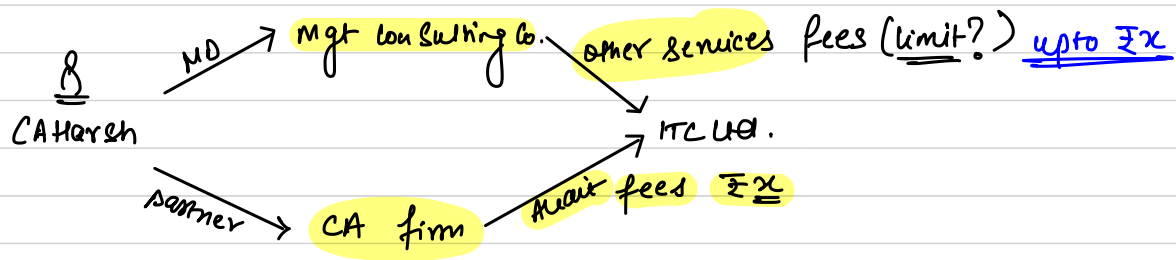 MD Mgt Consulting Co. other services fees (limit?) upto ₹x
CA Harsh ITC Ltd.
partner CA firm Audit fees ₹x